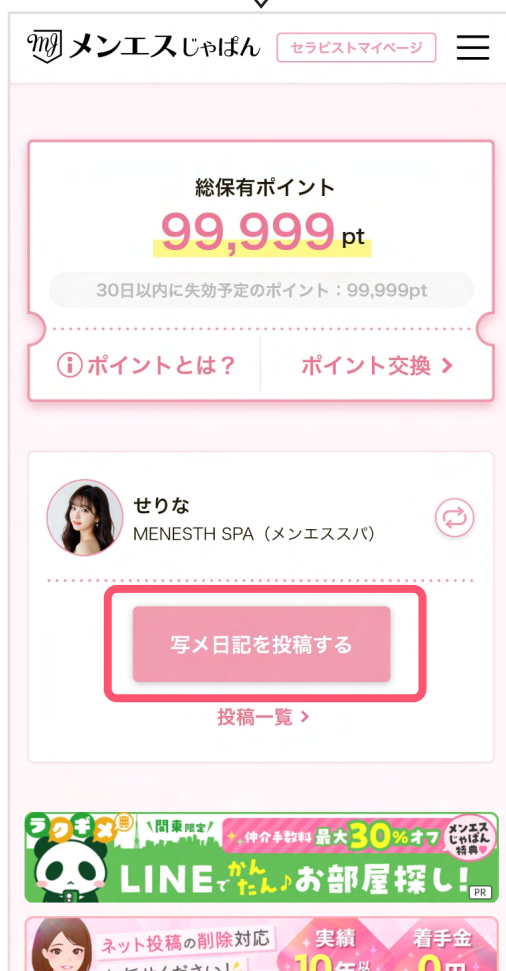 MJ メンエスじゃぱん セラピストマイページ
総保有ポイント
99,999 pt
30日以内に失効予定のポイント：99,999pt
ポイントとは？ ポイント交換
せりな
MENESTH SPA（メンエススパ）
写メ日記を投稿する
投稿一覧
ラクギメ 関東限定 仲介手数料 最大30%オフ メンエスじゃぱん特典
LINEでかんたん♪お部屋探し!
PR
ネット投稿の削除対応 実績 着手金